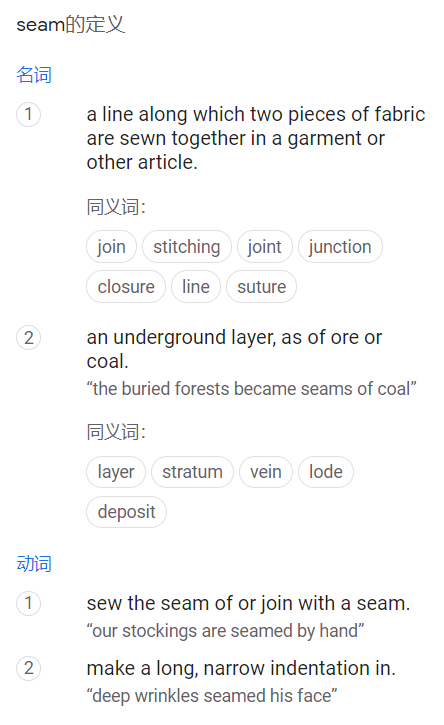 seam的定义
名词
1 a line along which two pieces of fabric
are sewn together in a garment or
other article.
同义词：
join stitching joint junction
closure line suture
2 an underground layer, as of ore or
coal.
“the buried forests became seams of coal”
同义词：
layer stratum vein lode
deposit
动词
1 sew the seam of or join with a seam.
“our stockings are seamed by hand”
2 make a long, narrow indentation in.
“deep wrinkles seamed his face”